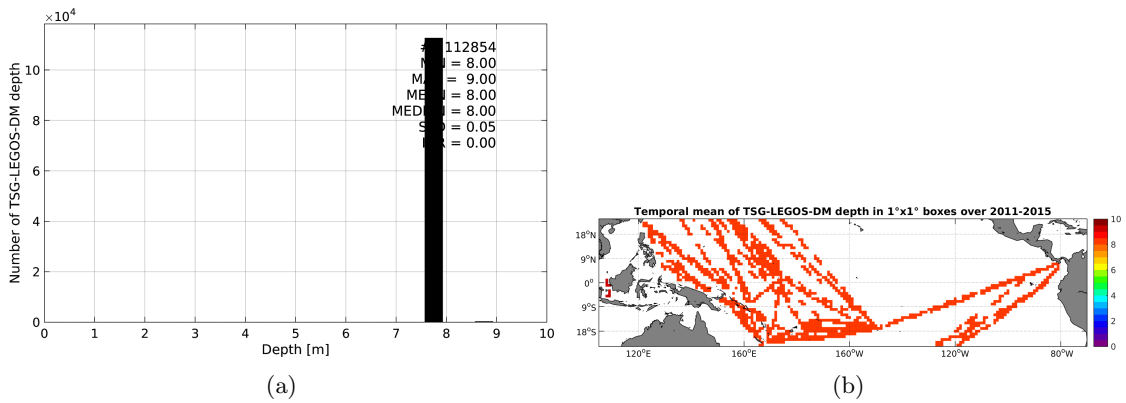 ×10⁴
Number of TSG-LEGOS-DM depth
10
8
6
4
2
0
112854
= 8.00
= 9.00
= 8.00
= 8.00
= 0.05
= 0.00
0 1 2 3 4 5 6 7 8 9 10
Depth [m]
(a)
Temporal mean of TSG-LEGOS-DM depth in 1°x1° boxes over 2011-2015
18°N
9°N
0°
9°S
18°S
120°E 160°W 160°W 120°W 80°W
10
8
6
4
2
0
(b)